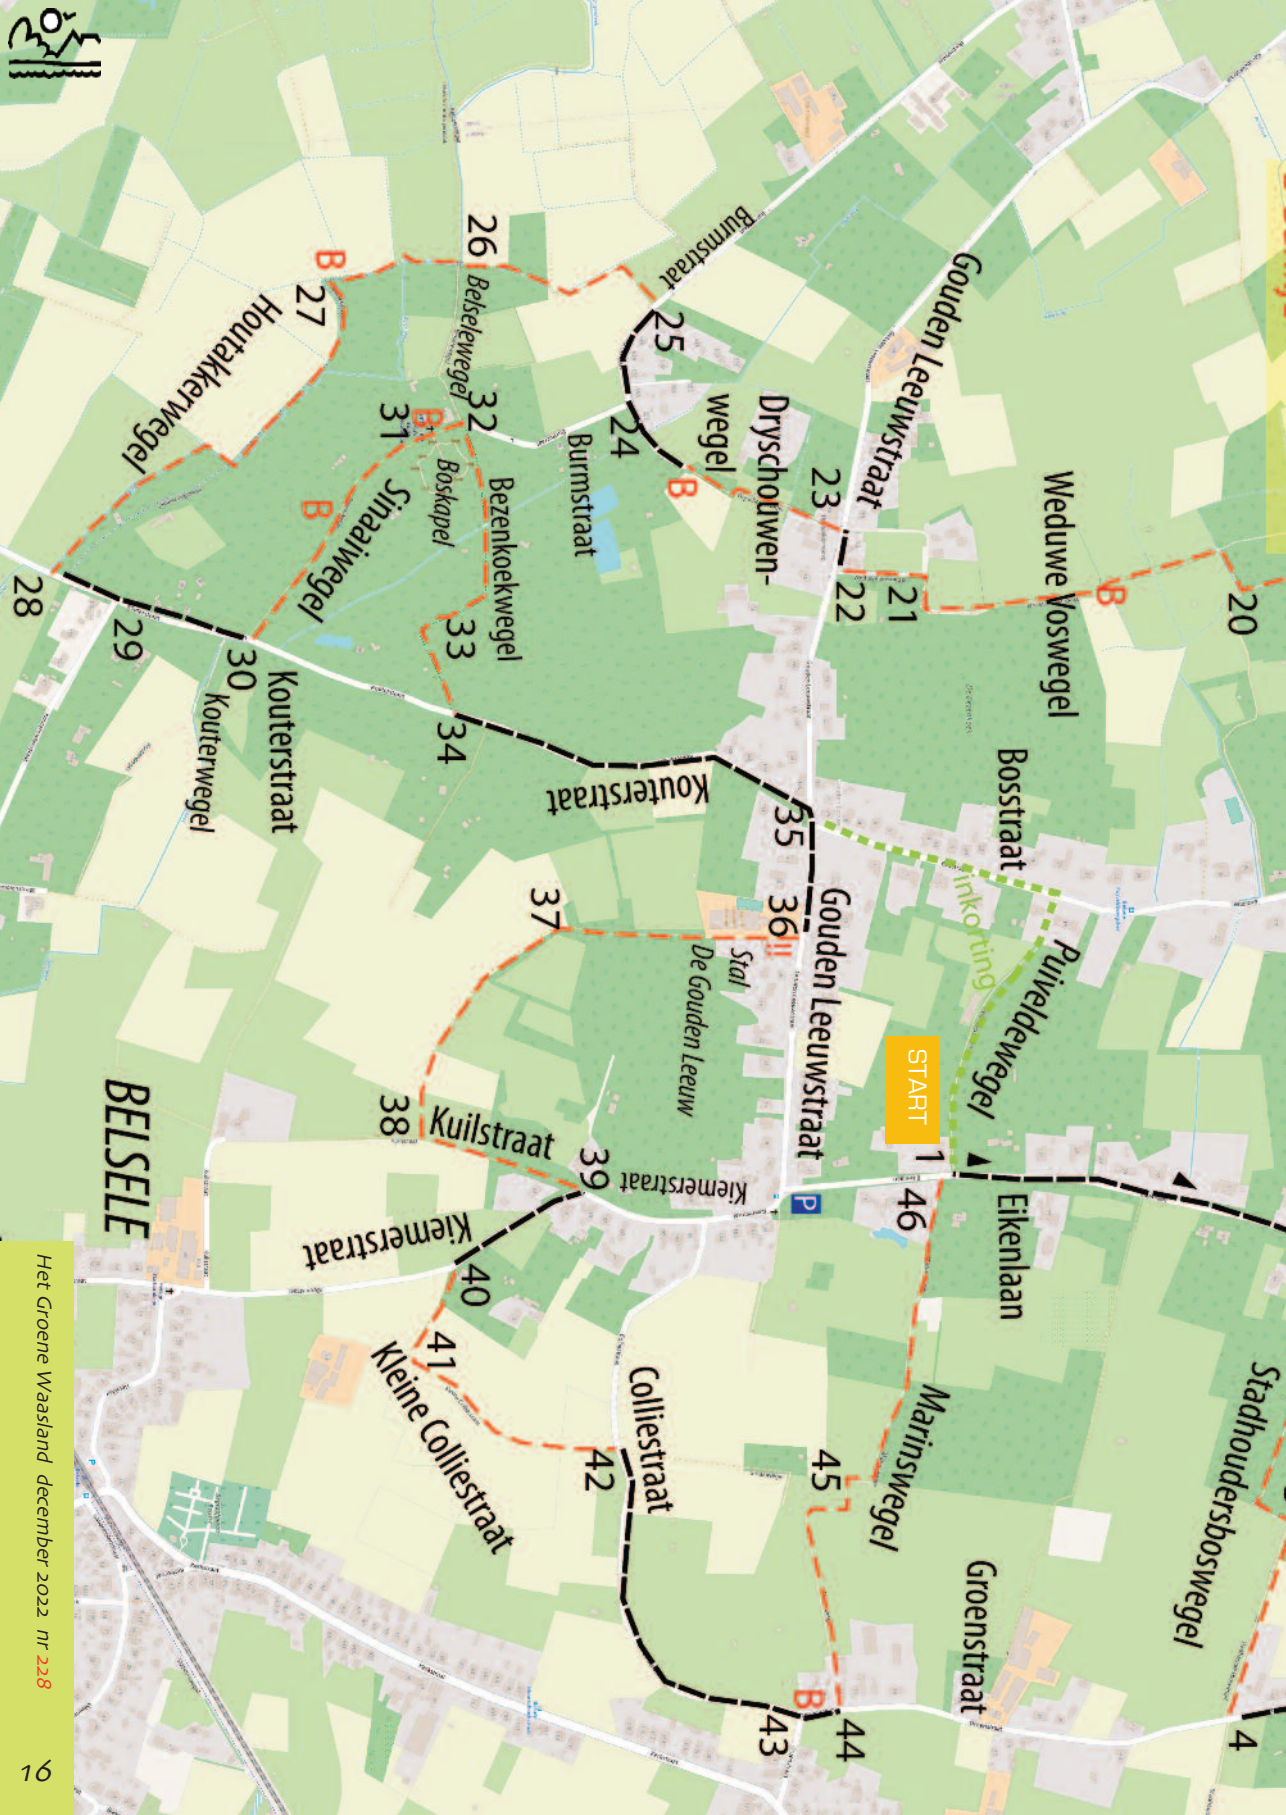 20
Weduwe Voswegel
B
21
22
23
Gouden Leeuwstraat
Dryschouwen-
wegel
B
24
25
Burmstraat
Burmstraat
26
Belselewegel
B
27
Houtakkerwegel
28
29
30
Kouterstraat
Kouterwegel
Sinaaiwegel
B
31
B
32
Boskapel
Bezenkoekwegel
33
34
Kouterstraat
35
Bosstraat
inkorting
Puiveldewegel
36
!!
Gouden Leeuwstraat
Stal
De Gouden Leeuw
37
38
Kuilstraat
39
Kiemerstraat
Kiemerstraat
40
41
Kleine Colliestraat
42
Colliestraat
43
B
44
45
Marinswegel
46
P
START
1
Eikenlaan
Groenstraat
Stadhoudersboswegel
4
BELSELE
Het Groene Waasland december 2022 nr 228
16